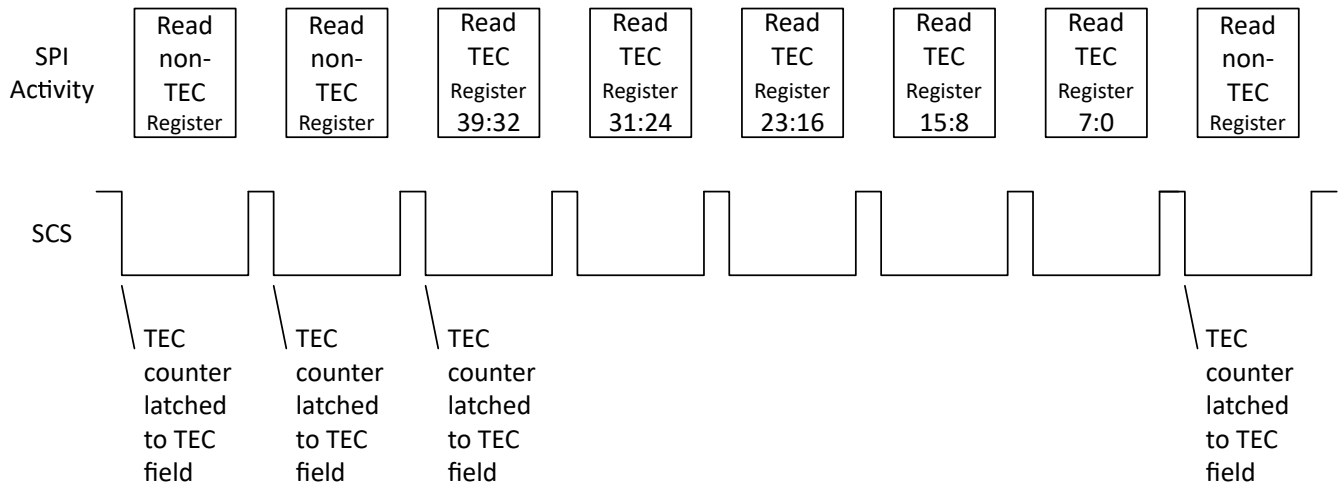 SPI
Activity
Read
non-
TEC
Register
Read
non-
TEC
Register
Read
TEC
Register
39:32
Read
TEC
Register
31:24
Read
TEC
Register
23:16
Read
TEC
Register
15:8
Read
TEC
Register
7:0
Read
non-
TEC
Register
SCS
TEC
counter
latched
to TEC
field
TEC
counter
latched
to TEC
field
TEC
counter
latched
to TEC
field
TEC
counter
latched
to TEC
field